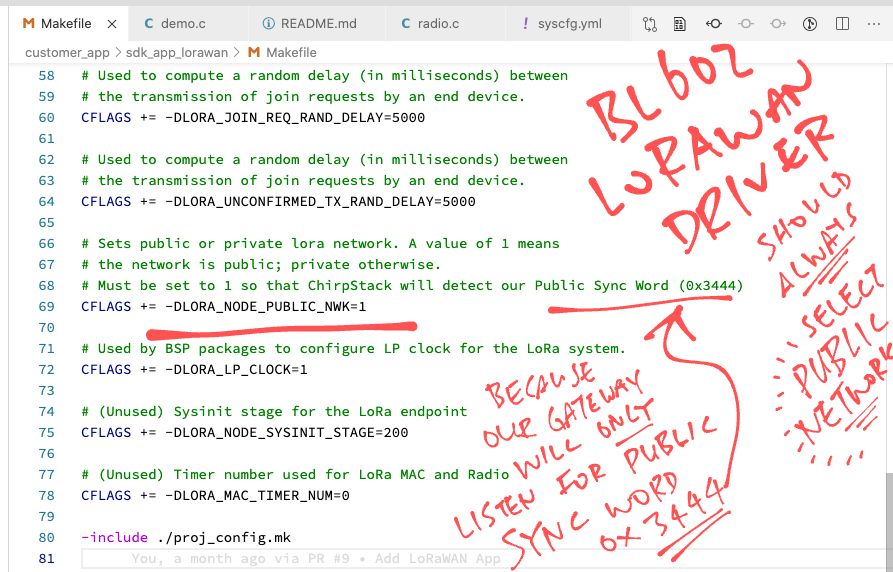 Makefile
demo.c
README.md
radio.c
syscfg.yml
customer_app > sdk_app_lorawan > Makefile
58 # Used to compute a random delay (in milliseconds) between
59 # the transmission of join requests by an end device.
60 CFLAGS += -DLORA_JOIN_REQ_RAND_DELAY=5000
61
62 # Used to compute a random delay (in milliseconds) between
63 # the transmission of join requests by an end device.
64 CFLAGS += -DLORA_UNCONFIRMED_TX_RAND_DELAY=5000
65
66 # Sets public or private lora network. A value of 1 means
67 # the network is public; private otherwise.
68 # Must be set to 1 so that ChirpStack will detect our Public Sync Word (0x3444)
69 CFLAGS += -DLORA_NODE_PUBLIC_NWK=1
70
71 # Used by BSP packages to configure LP clock for the LoRa system.
72 CFLAGS += -DLORA_LP_CLOCK=1
73
74 # (Unused) Sysinit stage for the LoRa endpoint
75 CFLAGS += -DLORA_NODE_SYSINIT_STAGE=200
76
77 # (Unused) Timer number used for LoRa MAC and Radio
78 CFLAGS += -DLORA_MAC_TIMER_NUM=0
79
80 -include ./proj_config.mk
81 You, a month ago via PR #9 • Add LoRaWAN App
BL602
LORAWAN
DRIVER
SHOULD
ALWAYS
SELECT
PUBLIC
NETWORK
BECAUSE
OUR GATEWAY
WILL ONLY
LISTEN FOR PUBLIC
SYNC WORD
0X3444